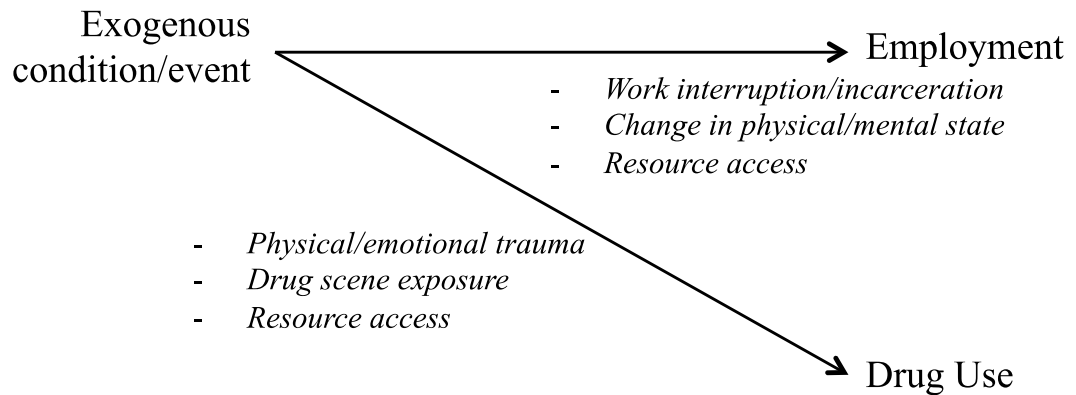 Exogenous
condition/event
Employment
- Work interruption/incarceration
- Change in physical/mental state
- Resource access
- Physical/emotional trauma
- Drug scene exposure
- Resource access
Drug Use